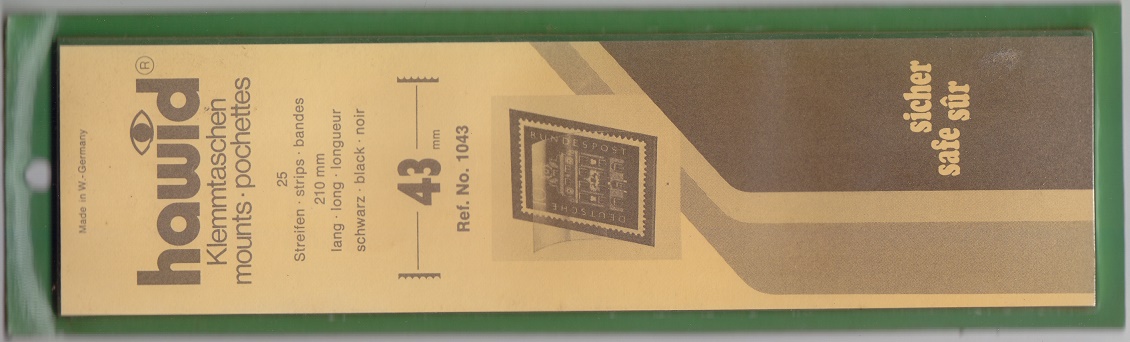 Made in W.-Germany
hawid ®
Klemmtaschen
mounts · pochettes
25
Streifen · strips · bandes
210 mm
lang · long · longueur
schwarz · black · noir
43 mm
Ref. No. 1043
BUNDESPOST
DEUTSCHE
sicher
safe sûr